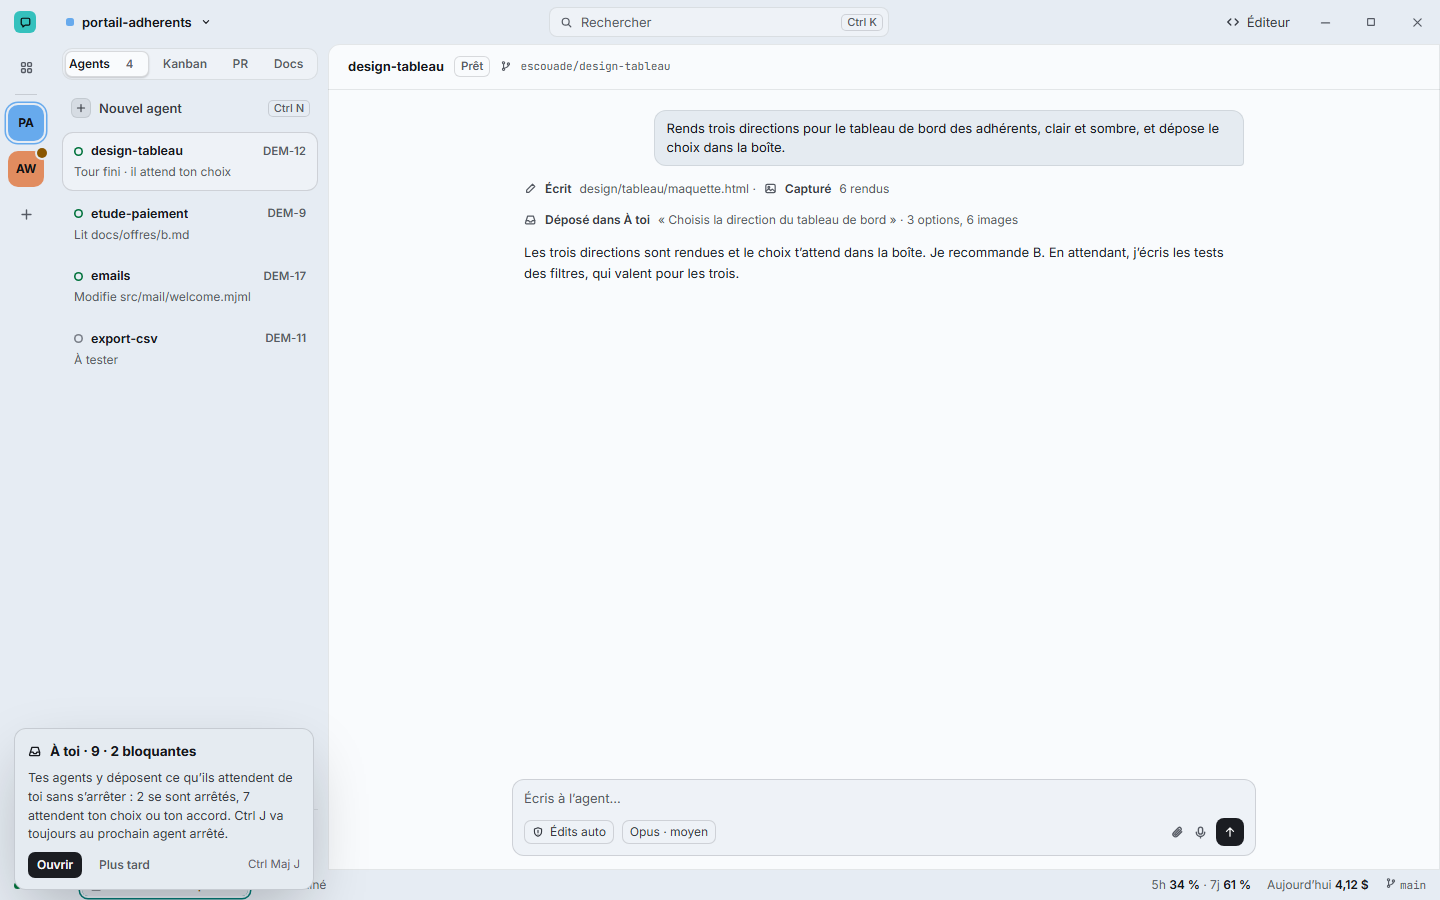 portail-adherents
Rechercher
Ctrl K
Éditeur
Agents 4
Kanban
PR
Docs
PA
AW
Nouvel agent
Ctrl N
design-tableau
DEM-12
Tour fini · il attend ton choix
etude-paiement
DEM-9
Lit docs/offres/b.md
emails
DEM-17
Modifie src/mail/welcome.mjml
export-csv
DEM-11
À tester
design-tableau
Prêt
escouade/design-tableau
Rends trois directions pour le tableau de bord des adhérents, clair et sombre, et dépose le
choix dans la boîte.
Écrit design/tableau/maquette.html · Capturé 6 rendus
Déposé dans À toi « Choisis la direction du tableau de bord » · 3 options, 6 images
Les trois directions sont rendues et le choix t’attend dans la boîte. Je recommande B. En attendant, j’écris les tests
des filtres, qui valent pour les trois.
À toi · 9 · 2 bloquantes
Tes agents y déposent ce qu’ils attendent de
toi sans s’arrêter : 2 se sont arrêtés, 7
attendent ton choix ou ton accord. Ctrl J va
toujours au prochain agent arrêté.
Ouvrir
Plus tard
Ctrl Maj J
Écris à l’agent…
Édits auto
Opus · moyen
5h 34 % · 7j 61 %
Aujourd’hui 4,12 $
main